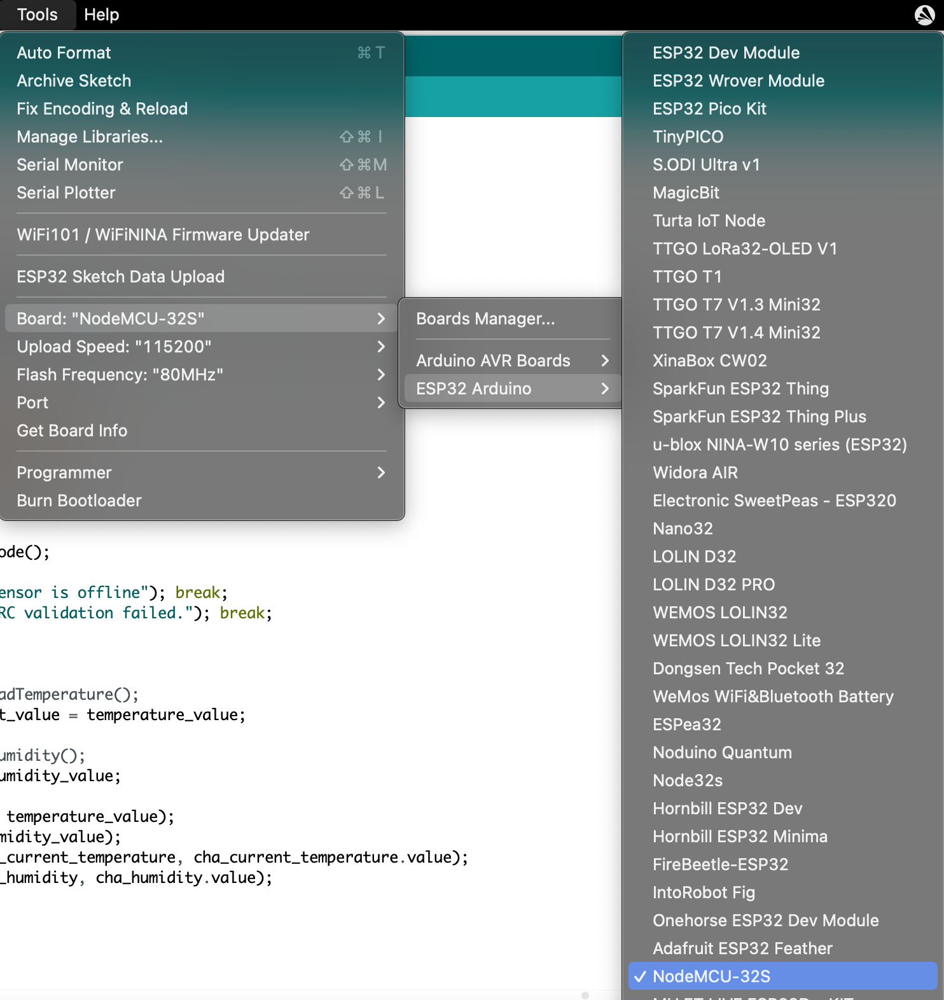 Tools Help
Auto Format ⌘ T
Archive Sketch
Fix Encoding & Reload
Manage Libraries... ⇧ ⌘ I
Serial Monitor ⇧ ⌘ M
Serial Plotter ⇧ ⌘ L
WiFi101 / WiFiNINA Firmware Updater
ESP32 Sketch Data Upload
Board: "NodeMCU-32S"
Upload Speed: "115200"
Flash Frequency: "80MHz"
Port
Get Board Info
Programmer
Burn Bootloader
Boards Manager...
Arduino AVR Boards
ESP32 Arduino
ESP32 Dev Module
ESP32 Wrover Module
ESP32 Pico Kit
TinyPICO
S.ODI Ultra v1
MagicBit
Turta IoT Node
TTGO LoRa32-OLED V1
TTGO T1
TTGO T7 V1.3 Mini32
TTGO T7 V1.4 Mini32
XinaBox CW02
SparkFun ESP32 Thing
SparkFun ESP32 Thing Plus
u-blox NINA-W10 series (ESP32)
Widora AIR
Electronic SweetPeas - ESP320
Nano32
LOLIN D32
LOLIN D32 PRO
WEMOS LOLIN32
WEMOS LOLIN32 Lite
Dongsen Tech Pocket 32
WeMos WiFi&Bluetooth Battery
ESPea32
Noduino Quantum
Node32s
Hornbill ESP32 Dev
Hornbill ESP32 Minima
FireBeetle-ESP32
IntoRobot Fig
Onehorse ESP32 Dev Module
Adafruit ESP32 Feather
✓ NodeMCU-32S
ode();
ensor is offline"); break;
RC validation failed."); break;
adTemperature();
t_value = temperature_value;
umidity();
umidity_value;
temperature_value);
midity_value);
_current_temperature, cha_current_temperature.value);
_humidity, cha_humidity.value);